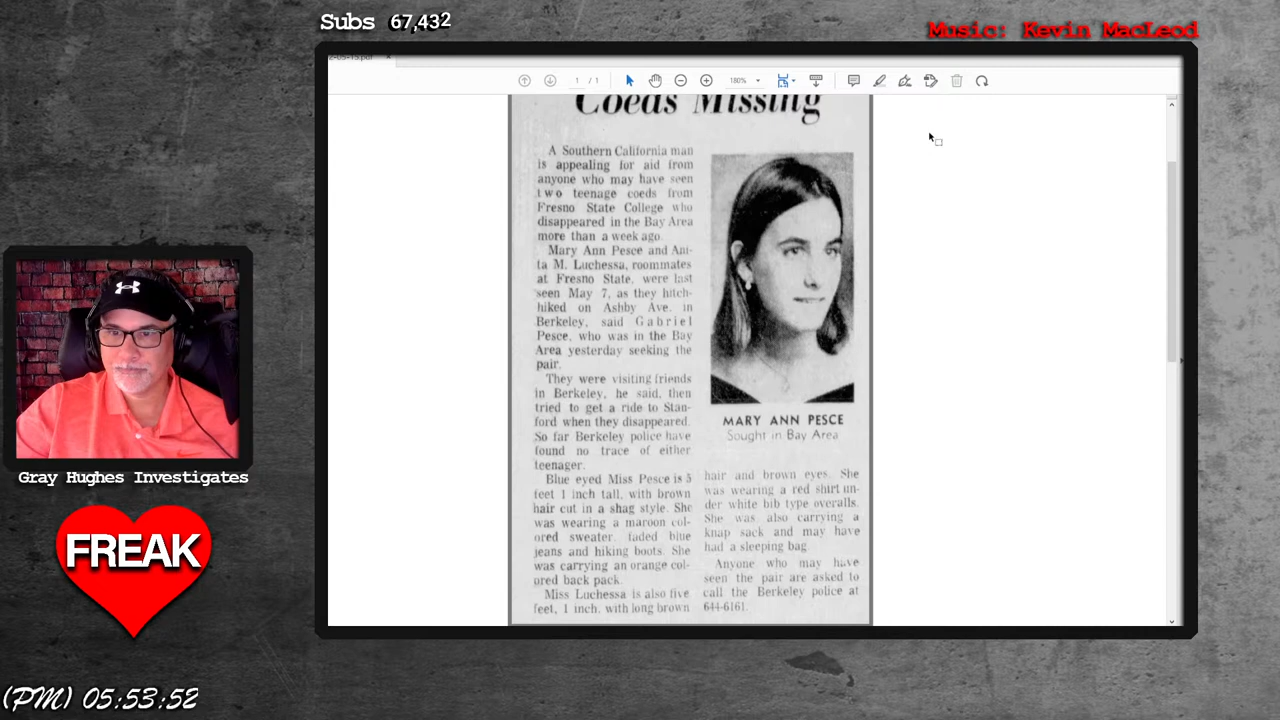 Subs 67,432
Music: Kevin MacLeod
1 / 1
180%
Coeds Missing
A Southern California man
is appealing for aid from
anyone who may have seen
two teenage coeds from
Fresno State College who
disappeared in the Bay Area
more than a week ago.
Mary Ann Pesce and Ani-
ta M. Luchessa, roommates
at Fresno State, were last
seen May 7, as they hitch-
hiked on Ashby Ave. in
Berkeley, said Gabriel
Pesce, who was in the Bay
Area yesterday seeking the
pair.
They were visiting friends
in Berkeley, he said, then
tried to get a ride to Stan-
ford when they disappeared.
So far Berkeley police have
found no trace of either
teenager.
Blue eyed Miss Pesce is 5
feet 1 inch tall, with brown
hair cut in a shag style. She
was wearing a maroon col-
ored sweater, faded blue
jeans and hiking boots. She
was carrying an orange col-
ored back pack.
Miss Luchessa is also five
feet, 1 inch, with long brown
MARY ANN PESCE
Sought in Bay Area
hair and brown eyes. She
was wearing a red shirt un-
der white bib type overalls.
She was also carrying a
knap sack and may have
had a sleeping bag.
Anyone who may have
seen the pair are asked to
call the Berkeley police at
644-6161.
Gray Hughes Investigates
FREAK
(PM) 05:53:52